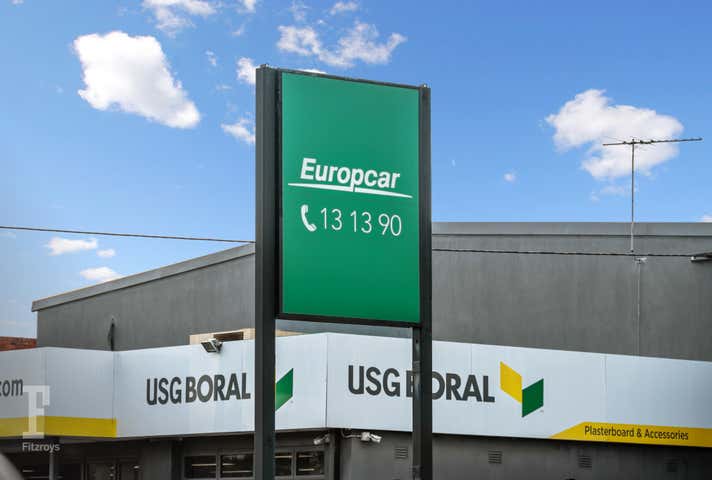 Europcar
13 13 90
.com
USG BORAL
USG BORAL
Plasterboard & Accessories
Fitzroys